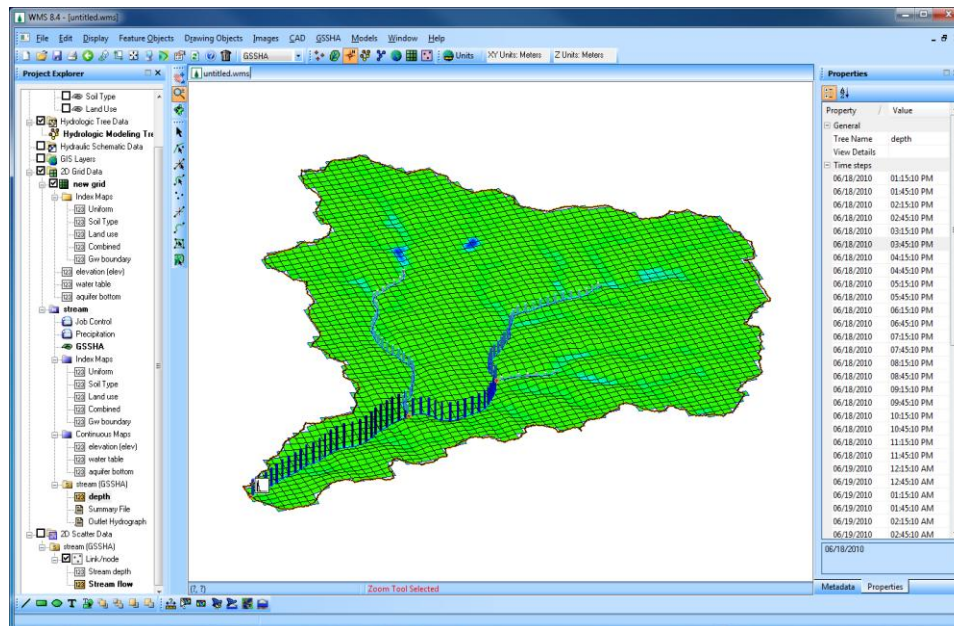 WMS 8.4 - [untitled.wms]
File Edit Display Feature Objects Drawing Objects Images CAD GSSHA Models Window Help
GSSHA Units XY Units: Meters Z Units: Meters
Project Explorer
Soil Type
Land Use
Hydrologic Tree Data
Hydrologic Modeling Tre
Hydraulic Schematic Data
GIS Layers
2D Grid Data
new grid
Index Maps
Uniform
Soil Type
Land use
Combined
Gw boundary
elevation (elev)
water table
aquifer bottom
stream
Job Control
Precipitation
GSSHA
Index Maps
Uniform
Soil Type
Land use
Combined
Gw boundary
Continuous Maps
elevation (elev)
water table
aquifer bottom
stream (GSSHA)
depth
Summary File
Outlet Hydrograph
2D Scatter Data
stream (GSSHA)
Link/node
Stream depth
Stream flow
untitled.wms
(?, ?)
Zoom Tool Selected
Properties
Property Value
General
Tree Name depth
View Details
Time steps
06/18/2010 01:15:10 PM
06/18/2010 01:45:10 PM
06/18/2010 02:15:10 PM
06/18/2010 02:45:10 PM
06/18/2010 03:15:10 PM
06/18/2010 03:45:10 PM
06/18/2010 04:15:10 PM
06/18/2010 04:45:10 PM
06/18/2010 05:15:10 PM
06/18/2010 05:45:10 PM
06/18/2010 06:15:10 PM
06/18/2010 06:45:10 PM
06/18/2010 07:15:10 PM
06/18/2010 07:45:10 PM
06/18/2010 08:15:10 PM
06/18/2010 08:45:10 PM
06/18/2010 09:15:10 PM
06/18/2010 09:45:10 PM
06/18/2010 10:15:10 PM
06/18/2010 10:45:10 PM
06/18/2010 11:15:10 PM
06/18/2010 11:45:10 PM
06/19/2010 12:15:10 AM
06/19/2010 12:45:10 AM
06/19/2010 01:15:10 AM
06/19/2010 01:45:10 AM
06/19/2010 02:15:10 AM
06/19/2010 02:45:10 AM
06/18/2010
Metadata Properties